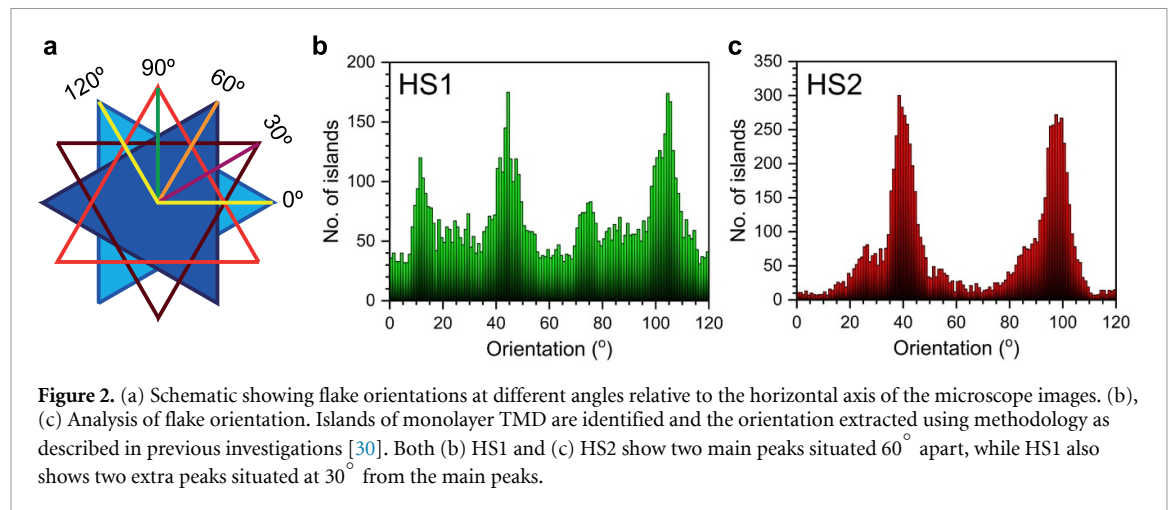 a
120º
90º
60º
30º
0º
b
HS1
No. of islands
200
150
100
50
0
0 20 40 60 80 100 120
Orientation (º)
c
HS2
No. of islands
350
300
250
200
150
100
50
0
0 20 40 60 80 100 120
Orientation (º)
Figure 2. (a) Schematic showing flake orientations at different angles relative to the horizontal axis of the microscope images. (b),
(c) Analysis of flake orientation. Islands of monolayer TMD are identified and the orientation extracted using methodology as
described in previous investigations [30]. Both (b) HS1 and (c) HS2 show two main peaks situated 60° apart, while HS1 also
shows two extra peaks situated at 30° from the main peaks.